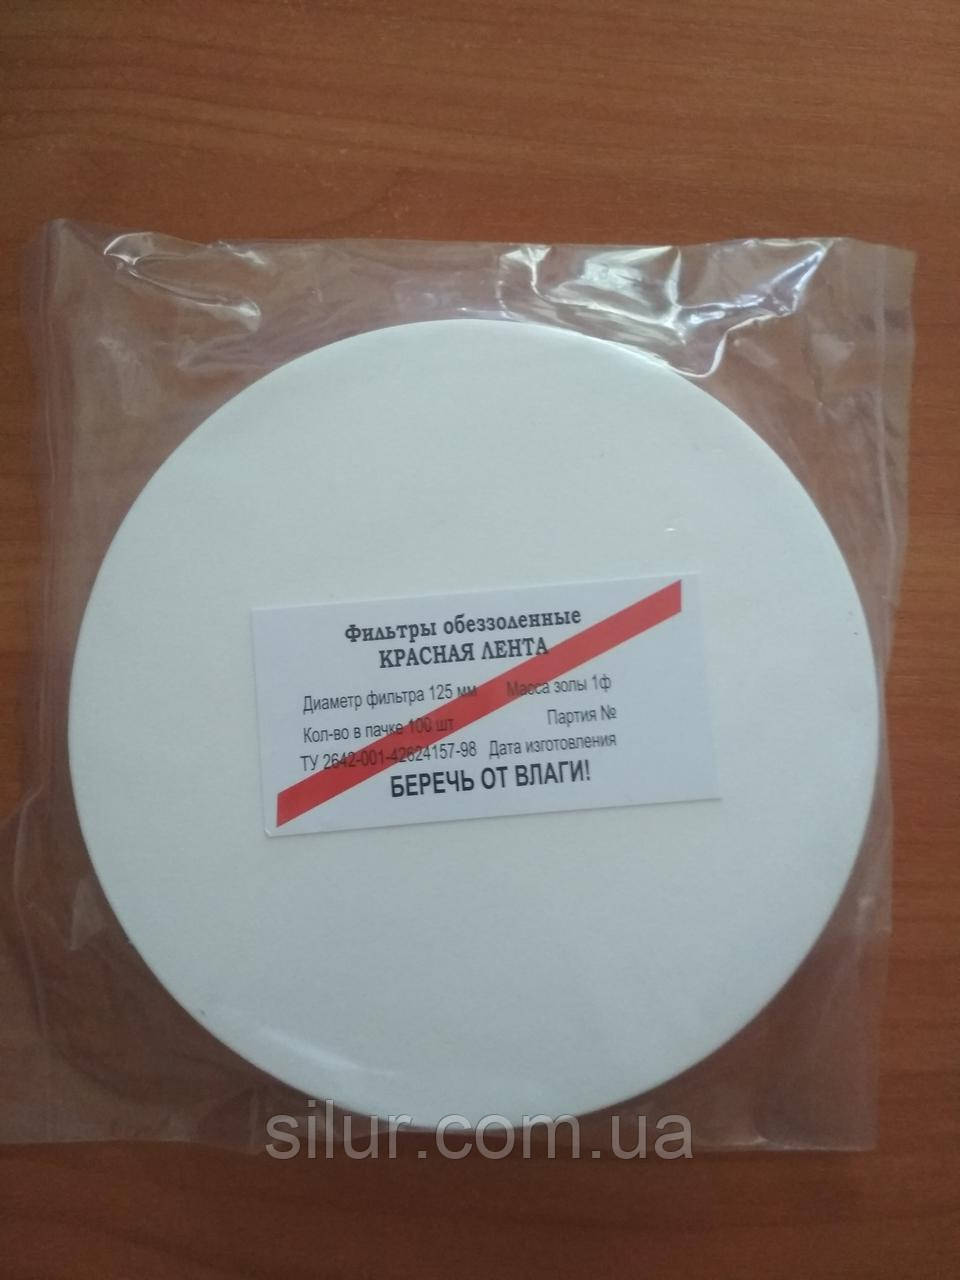 Фильтры обеззоленные
КРАСНАЯ ЛЕНТА
Диаметр фильтра 125 мм Масса золы 1ф
Кол-во в пачке 100 шт Партия №
ТУ 2642-001-42624157-98 Дата изготовления
БЕРЕЧЬ ОТ ВЛАГИ!
silur.com.ua